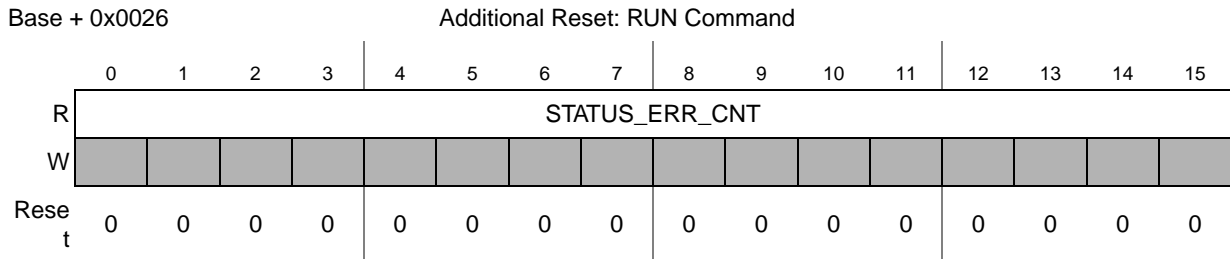 Base + 0x0026 Additional Reset: RUN Command
0 1 2 3 4 5 6 7 8 9 10 11 12 13 14 15
R STATUS_ERR_CNT
W
Rese
t 0 0 0 0 0 0 0 0 0 0 0 0 0 0 0 0